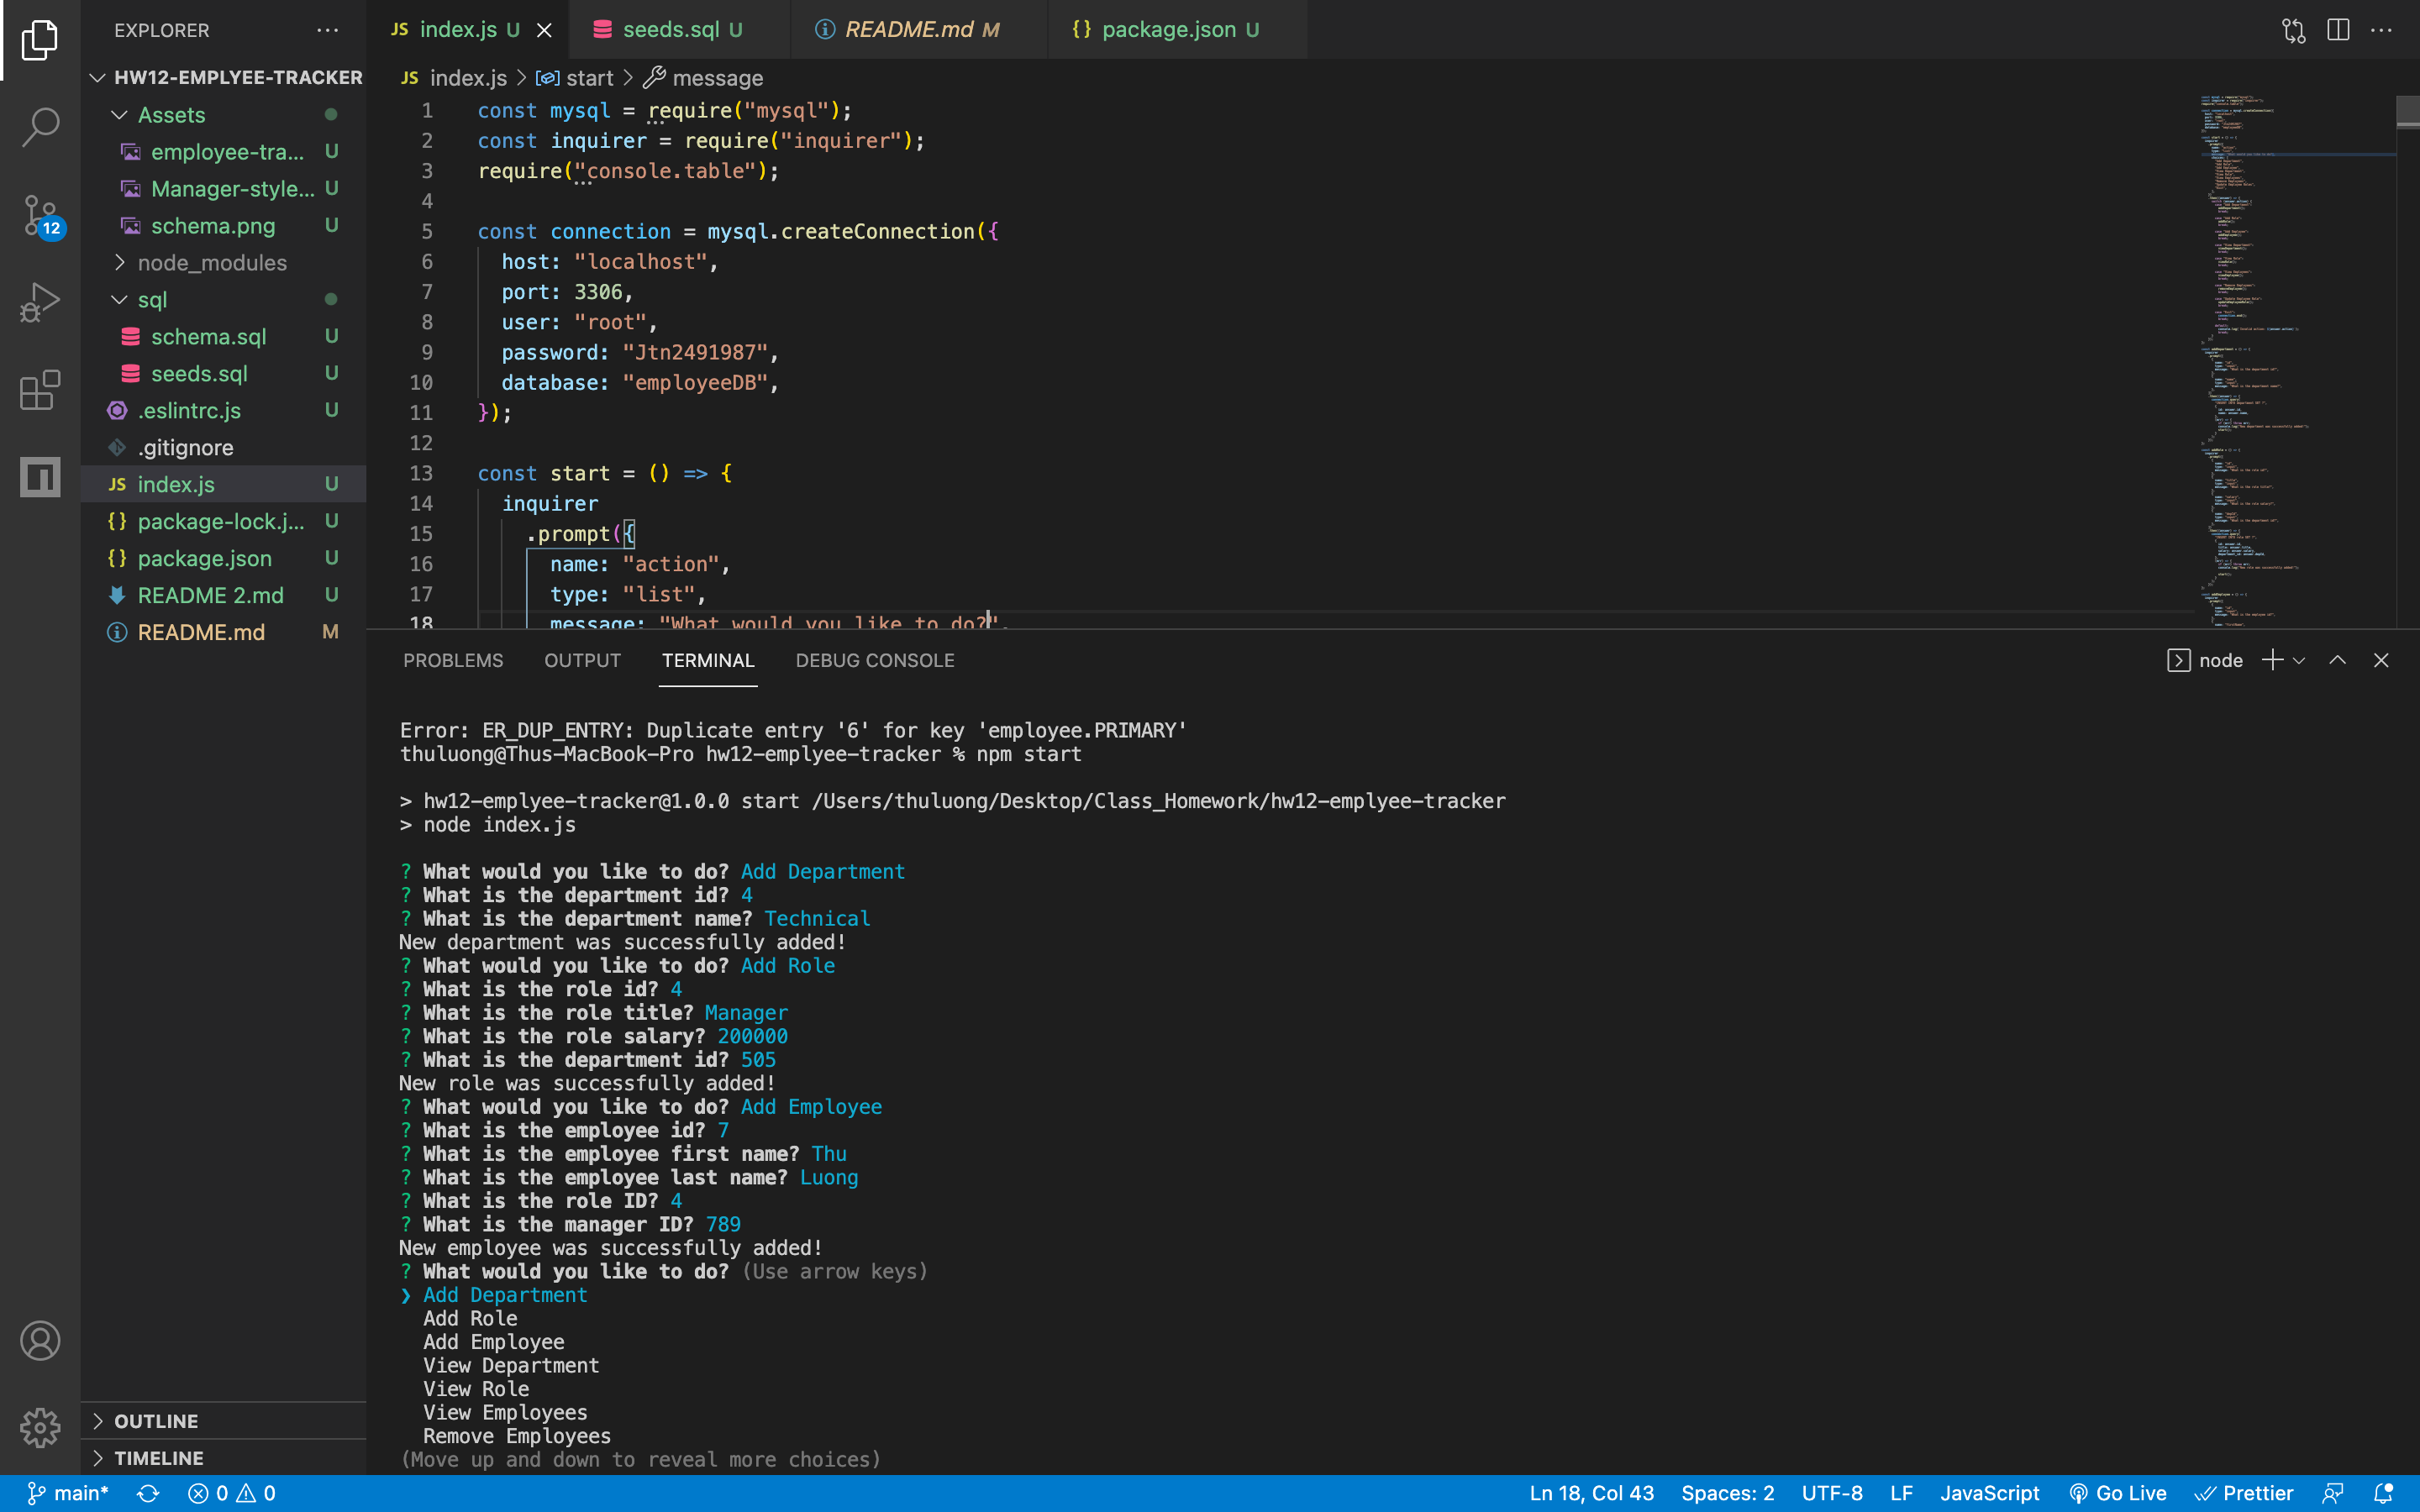 EXPLORER
HW12-EMPLYEE-TRACKER
Assets
employee-tra... U
Manager-style... U
schema.png U
node_modules
sql
schema.sql U
seeds.sql U
.eslintrc.js U
.gitignore
JS index.js U
{} package-lock.j... U
{} package.json U
README 2.md U
README.md M
OUTLINE
TIMELINE
12
JS index.js U
seeds.sql U
README.md M
{} package.json U
JS index.js > start > message
1 const mysql = require("mysql");
2 const inquirer = require("inquirer");
3 require("console.table");
4
5 const connection = mysql.createConnection({
6 host: "localhost",
7 port: 3306,
8 user: "root",
9 password: "Jtn2491987",
10 database: "employeeDB",
11 });
12
13 const start = () => {
14 inquirer
15 .prompt({
16 name: "action",
17 type: "list",
18 message: "What would you like to do?",
PROBLEMS OUTPUT TERMINAL DEBUG CONSOLE
node
Error: ER_DUP_ENTRY: Duplicate entry '6' for key 'employee.PRIMARY'
thuluong@Thus-MacBook-Pro hw12-emplyee-tracker % npm start
> hw12-emplyee-tracker@1.0.0 start /Users/thuluong/Desktop/Class_Homework/hw12-emplyee-tracker
> node index.js
? What would you like to do? Add Department
? What is the department id? 4
? What is the department name? Technical
New department was successfully added!
? What would you like to do? Add Role
? What is the role id? 4
? What is the role title? Manager
? What is the role salary? 200000
? What is the department id? 505
New role was successfully added!
? What would you like to do? Add Employee
? What is the employee id? 7
? What is the employee first name? Thu
? What is the employee last name? Luong
? What is the role ID? 4
? What is the manager ID? 789
New employee was successfully added!
? What would you like to do? (Use arrow keys)
❯ Add Department
Add Role
Add Employee
View Department
View Role
View Employees
Remove Employees
(Move up and down to reveal more choices)
main* 0 0
Ln 18, Col 43 Spaces: 2 UTF-8 LF JavaScript Go Live Prettier